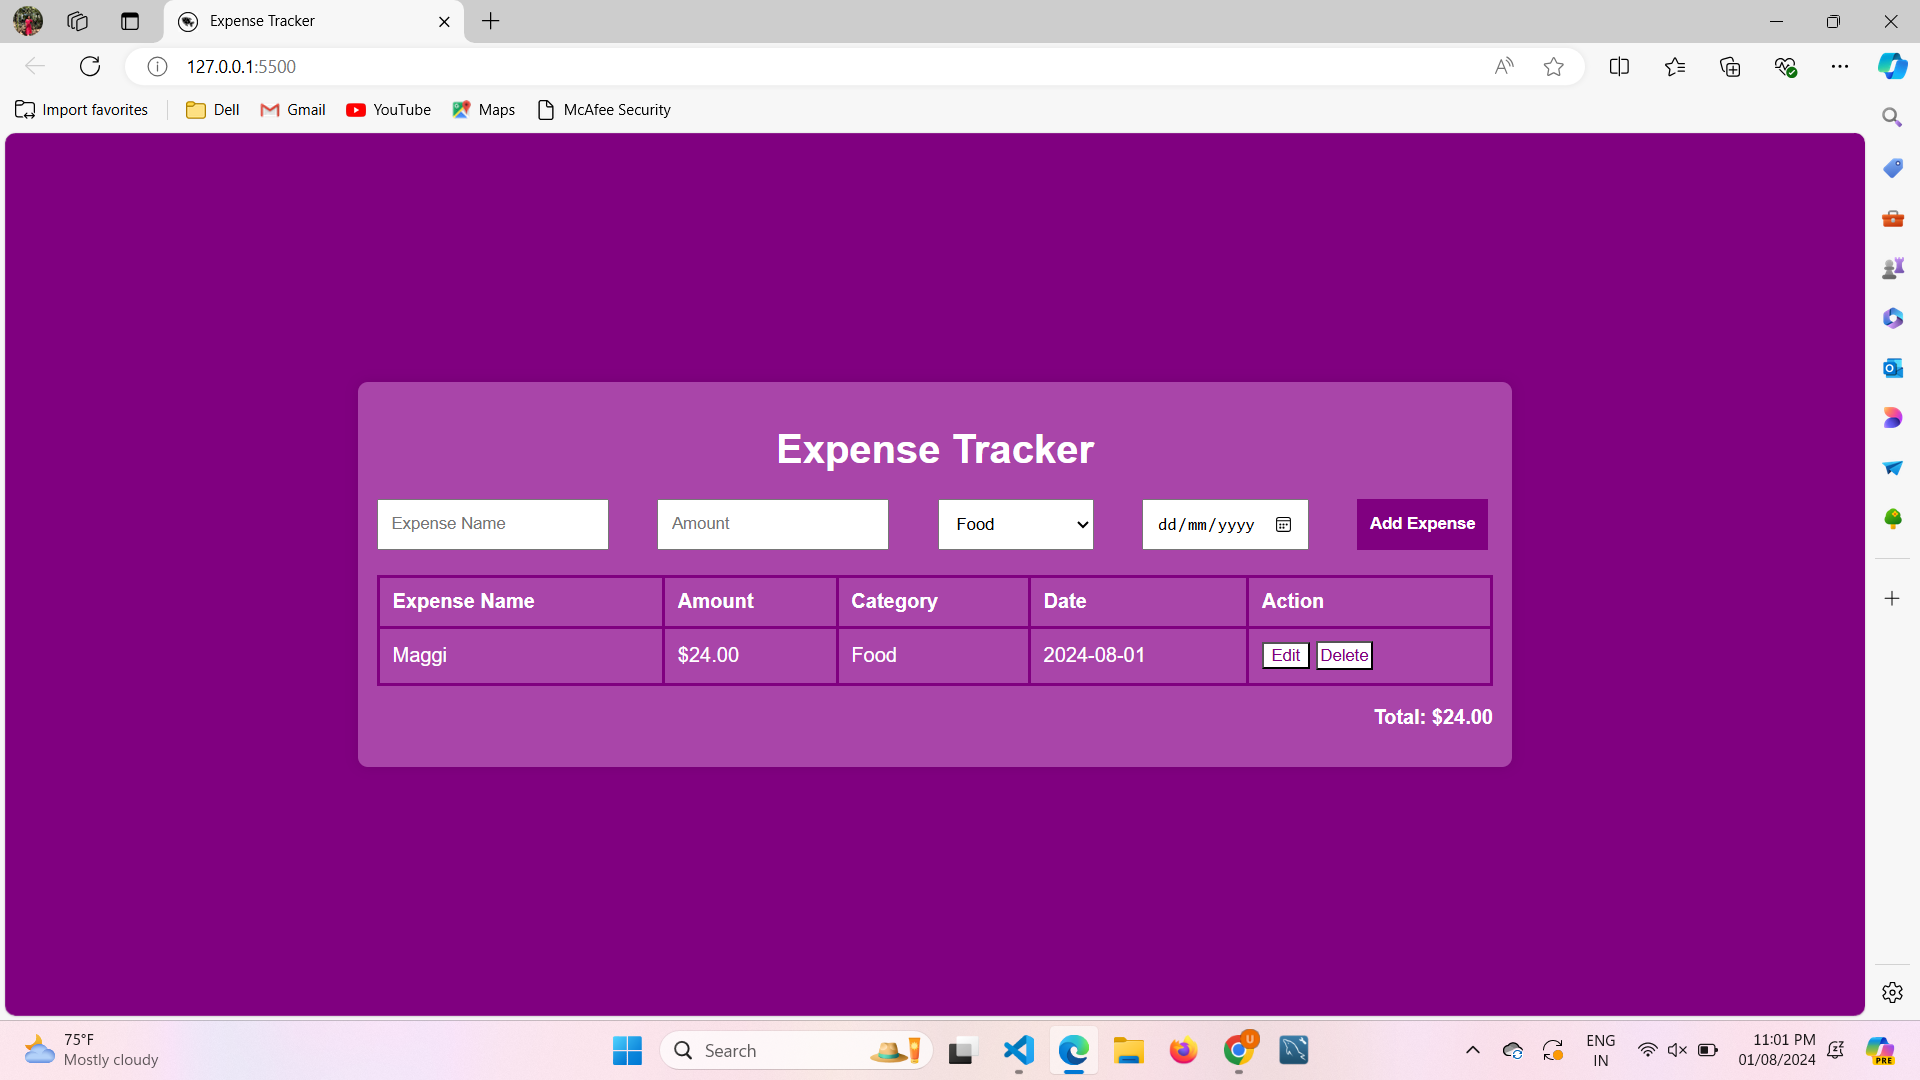 Expense Tracker
127.0.0.1:5500
Import favorites Dell Gmail YouTube Maps McAfee Security
Expense Tracker
Expense Name Amount Food dd/mm/yyyy Add Expense
Expense Name Amount Category Date Action
Maggi $24.00 Food 2024-08-01 Edit Delete
Total: $24.00
75°F
Mostly cloudy
Search
U
ENG
IN
11:01 PM
01/08/2024
PRE